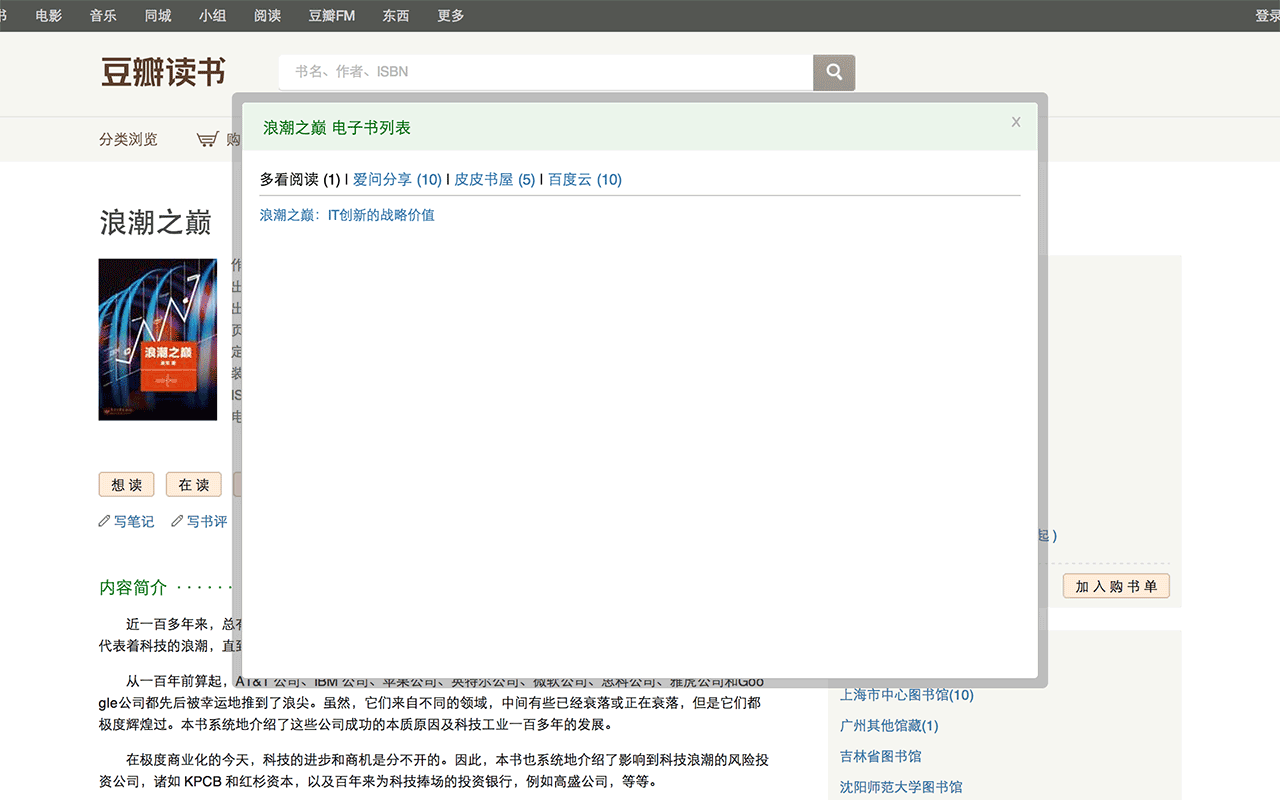 书 电影 音乐 同城 小组 阅读 豆瓣FM 东西 更多 登录
豆瓣读书
书名、作者、ISBN
分类浏览 购
浪潮之巅 电子书列表 x
多看阅读 (1) | 爱问分享 (10) | 皮皮书屋 (5) | 百度云 (10)
浪潮之巅：IT创新的战略价值
浪潮之巅
浪潮之巅
作
出
出
页
定
装
IS
电
想读 在读
写笔记 写书评
起 )
加入购书单
内容简介 · · · · · ·
近一百多年来，总有
代表着科技的浪潮，直到
从一百年前算起，AT&T 公司、IBM 公司、苹果公司、英特尔公司、微软公司、思科公司、雅虎公司和Goo
gle公司都先后被幸运地推到了浪尖。虽然，它们来自不同的领域，中间有些已经衰落或正在衰落，但是它们都
极度辉煌过。本书系统地介绍了这些公司成功的本质原因及科技工业一百多年的发展。
在极度商业化的今天，科技的进步和商机是分不开的。因此，本书也系统地介绍了影响到科技浪潮的风险投
资公司，诸如 KPCB 和红杉资本，以及百年来为科技捧场的投资银行，例如高盛公司，等等。
上海市中心图书馆(10)
广州其他馆藏(1)
吉林省图书馆
沈阳师范大学图书馆